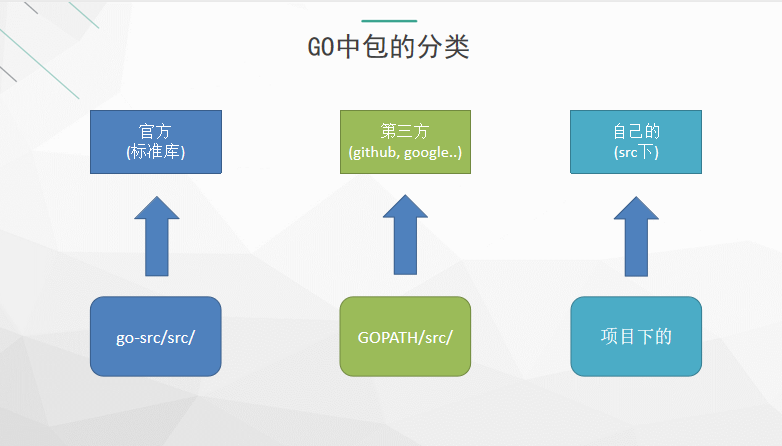 GO中包的分类
官方
(标准库)
第三方
(github, google..)
自己的
(src下)
go-src/src/
GOPATH/src/
项目下的